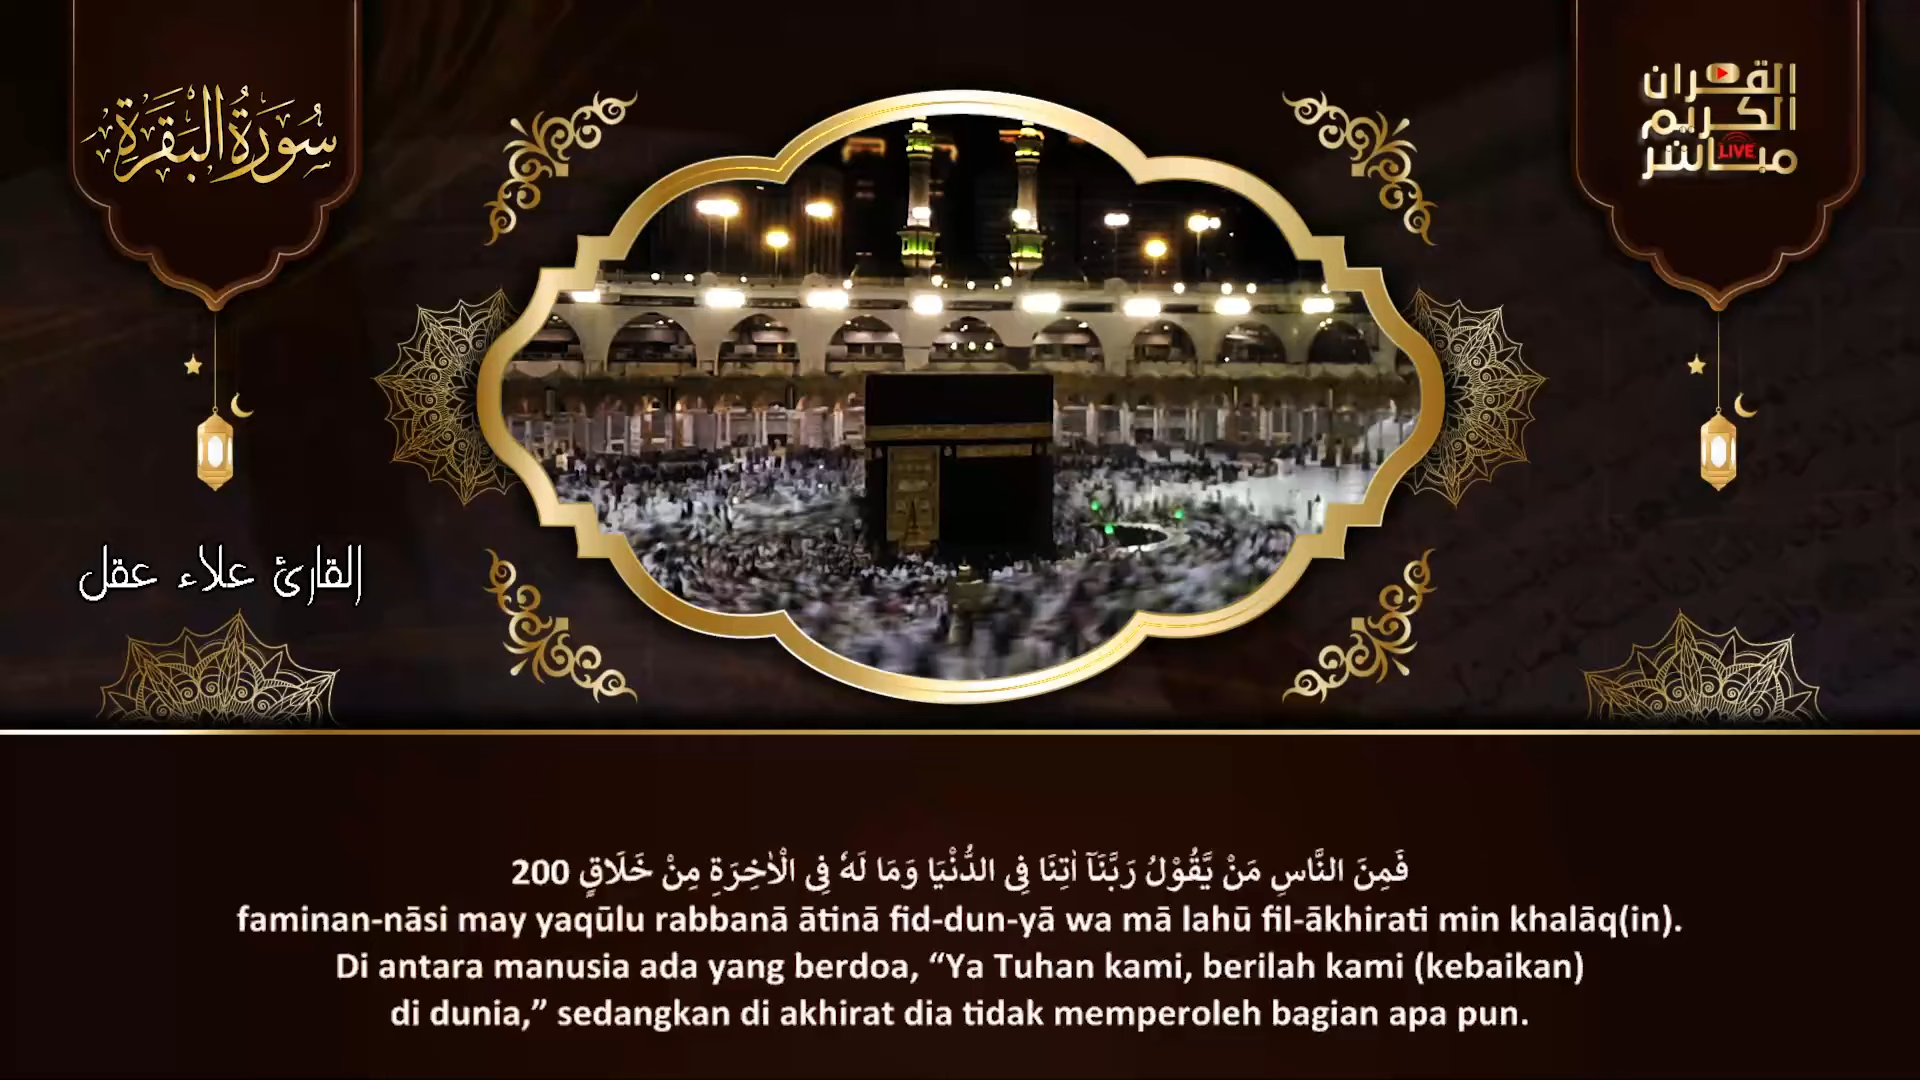 سُورَةُ البَقَرَةِ
القران
الكريم
مباشر
LIVE
القارئ علاء عقل
فَمِنَ النَّاسِ مَنْ يَّقُوْلُ رَبَّنَآ اٰتِنَا فِى الدُّنْيَا وَمَا لَهٗ فِى الْاٰخِرَةِ مِنْ خَلَاقٍ 200
faminan-nāsi may yaqūlu rabbanā ātinā fid-dun-yā wa mā lahū fil-ākhirati min khalāq(in).
Di antara manusia ada yang berdoa, “Ya Tuhan kami, berilah kami (kebaikan)
di dunia,” sedangkan di akhirat dia tidak memperoleh bagian apa pun.